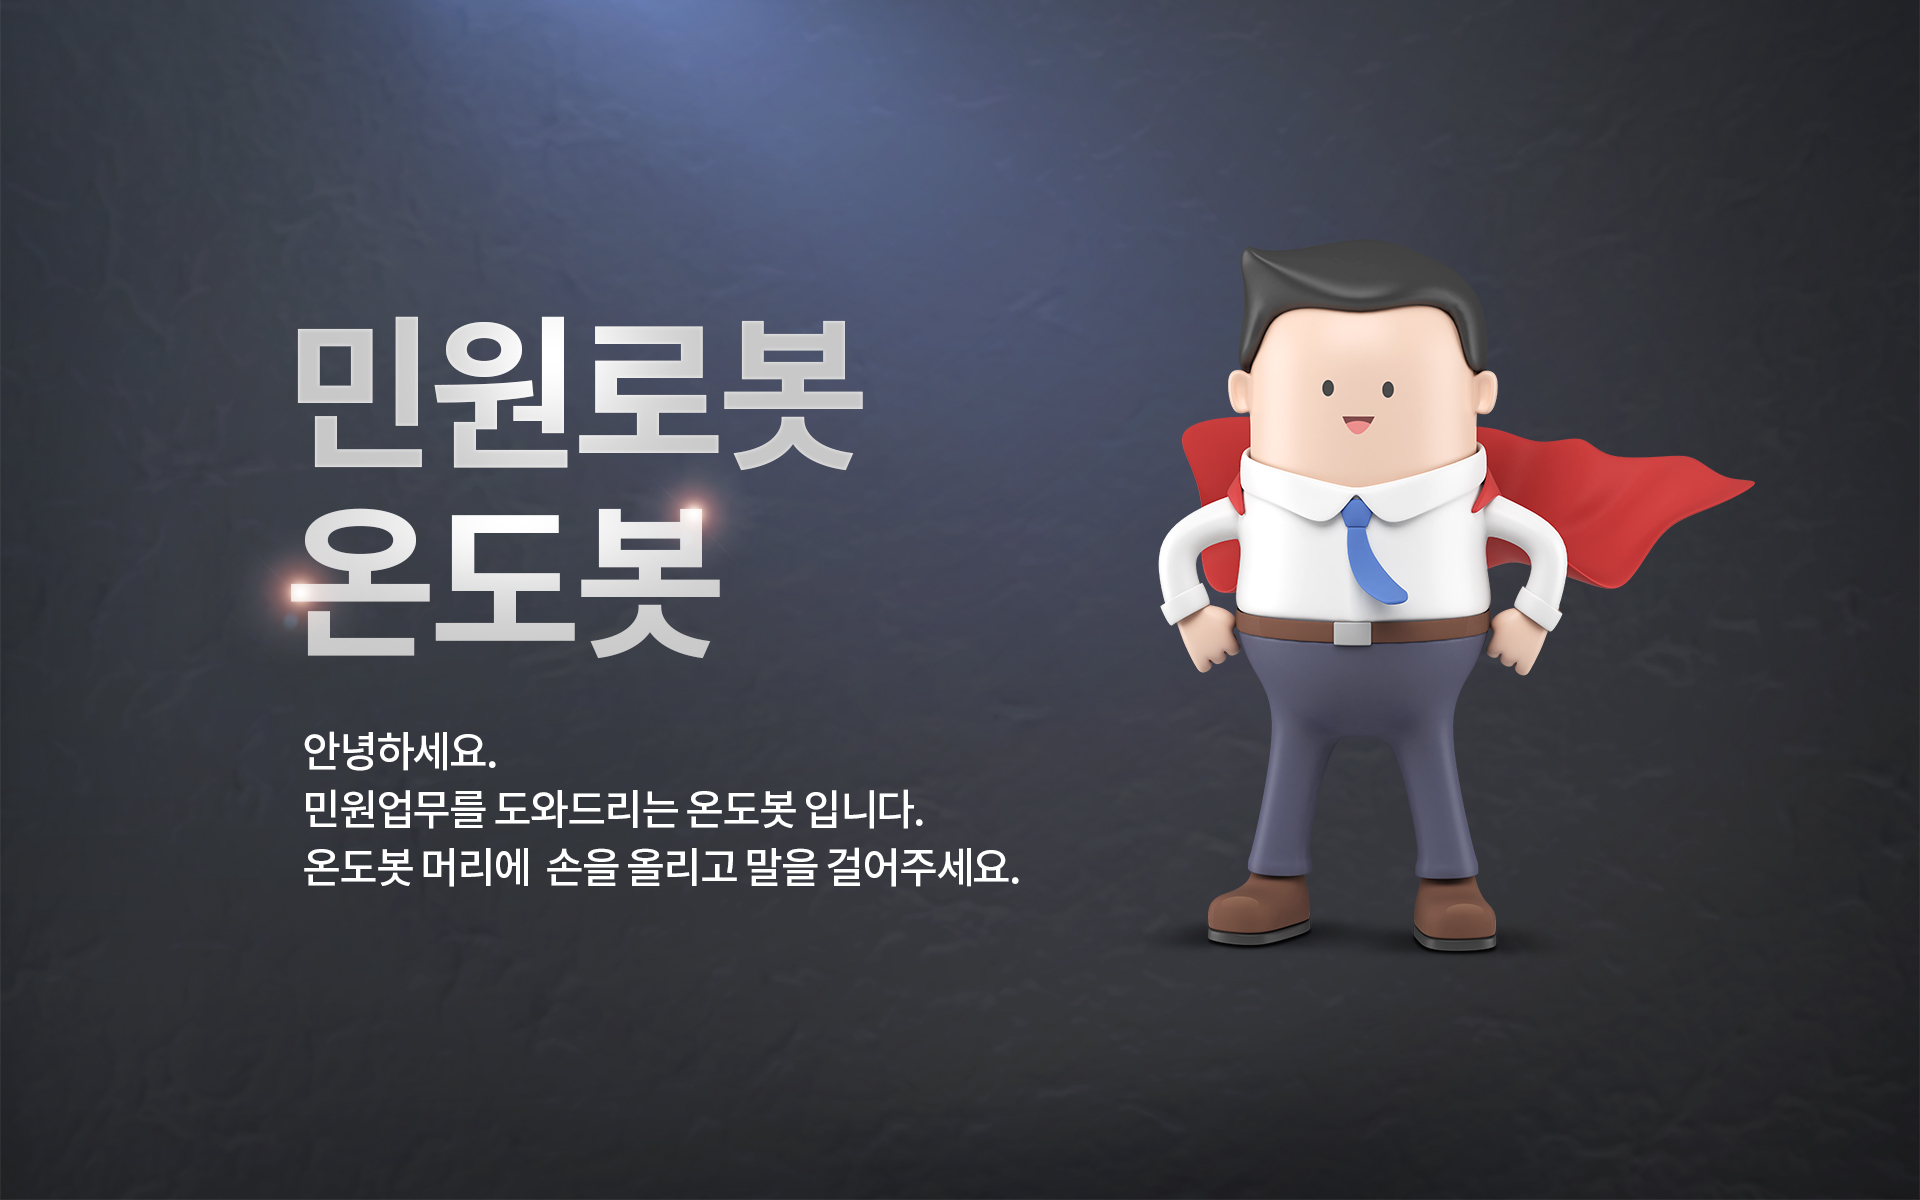 민원로봇
온도봇
안녕하세요.
민원업무를 도와드리는 온도봇 입니다.
온도봇 머리에  손을 올리고 말을 걸어주세요.